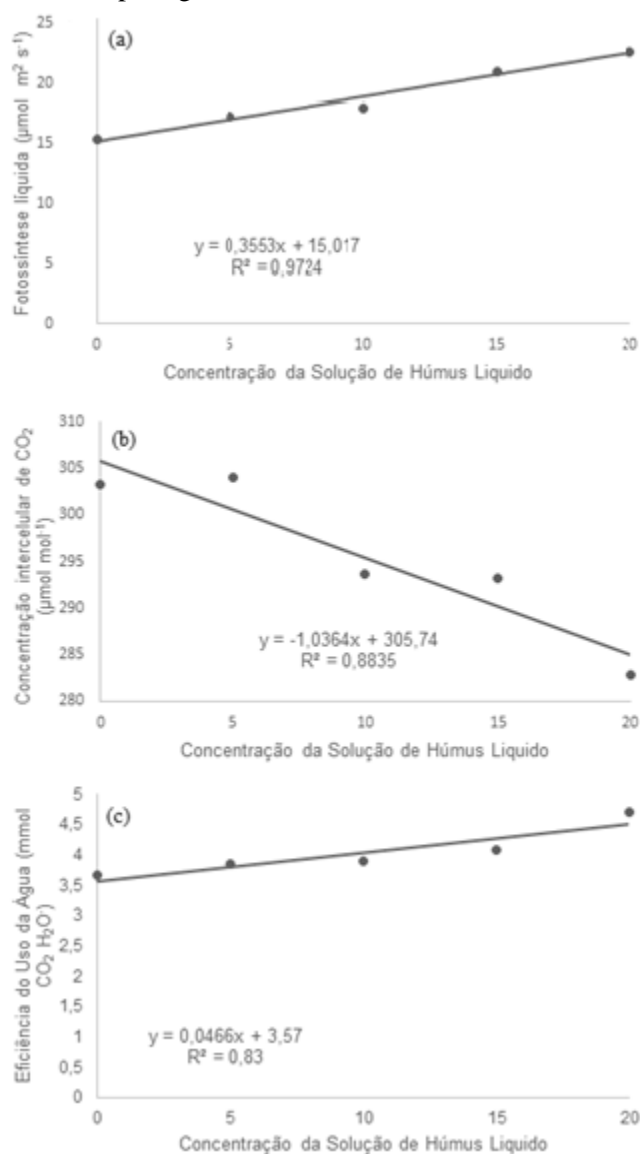 (a)
Fotossíntese líquida (µmol m² s⁻¹)
25
20
15
10
5
0
y = 0,3553x + 15,017
R² = 0,9724
0 5 10 15 20
Concentração da Solução de Húmus Liquido
(b)
Concentração intercelular de CO₂
(µmol mol⁻¹)
310
305
300
295
290
285
280
y = -1,0364x + 305,74
R² = 0,8835
0 5 10 15 20
Concentração da Solução de Húmus Liquido
(c)
Eficiência do Uso da Água (mmol
CO₂ H₂O⁻)
5
4,5
4
3,5
3
2,5
2
1,5
1
0,5
0
y = 0,0466x + 3,57
R² = 0,83
0 5 10 15 20
Concentração da Solução de Húmus Liquido